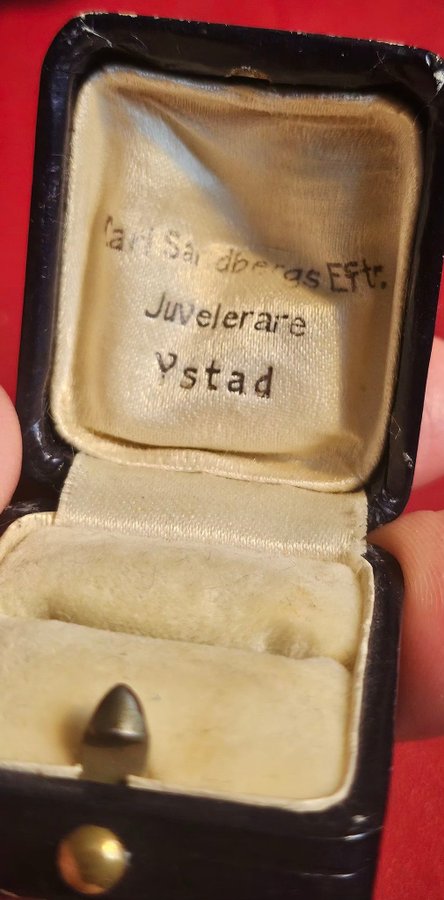 Carl Sandbergs Eftr.
Juvelerare
Ystad